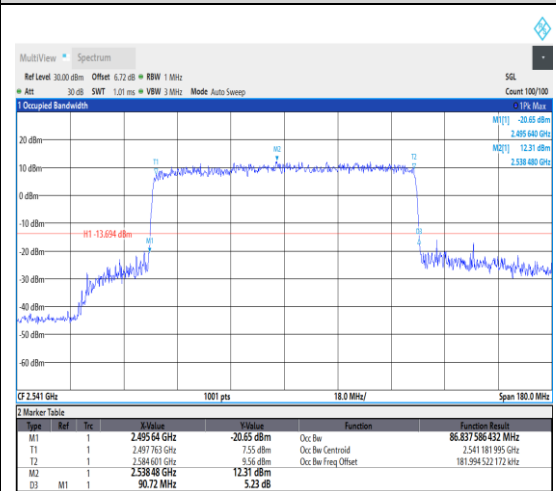 MultiView Spectrum
Ref Level 30.00 dBm Offset 6.72 dB RBW 1 MHz SGL
Att 30 dB SWT 1.01 ms VBW 3 MHz Mode Auto Sweep Count 100/100
1 Occupied Bandwidth 1Pk Max
M1[1] -20.65 dBm
2.495 640 GHz
M2[1] 12.31 dBm
2.538 480 GHz
20 dBm
M2
T1
T2
10 dBm
0 dBm
-10 dBm
H1 -13.694 dBm
D3
M1
-20 dBm
-30 dBm
-40 dBm
-50 dBm
-60 dBm
CF 2.541 GHz 1001 pts 18.0 MHz/ Span 180.0 MHz
2 Marker Table
Type Ref Trc X-Value Y-Value Function Function Result
M1 1 2.495 64 GHz -20.65 dBm Occ Bw 86.837 586 432 MHz
T1 1 2.497 763 GHz 7.55 dBm Occ Bw Centroid 2.541 181 995 GHz
T2 1 2.584 601 GHz 9.56 dBm Occ Bw Freq Offset 181.994 522 172 kHz
M2 1 2.538 48 GHz 12.31 dBm
D3 M1 1 90.72 MHz 5.23 dB